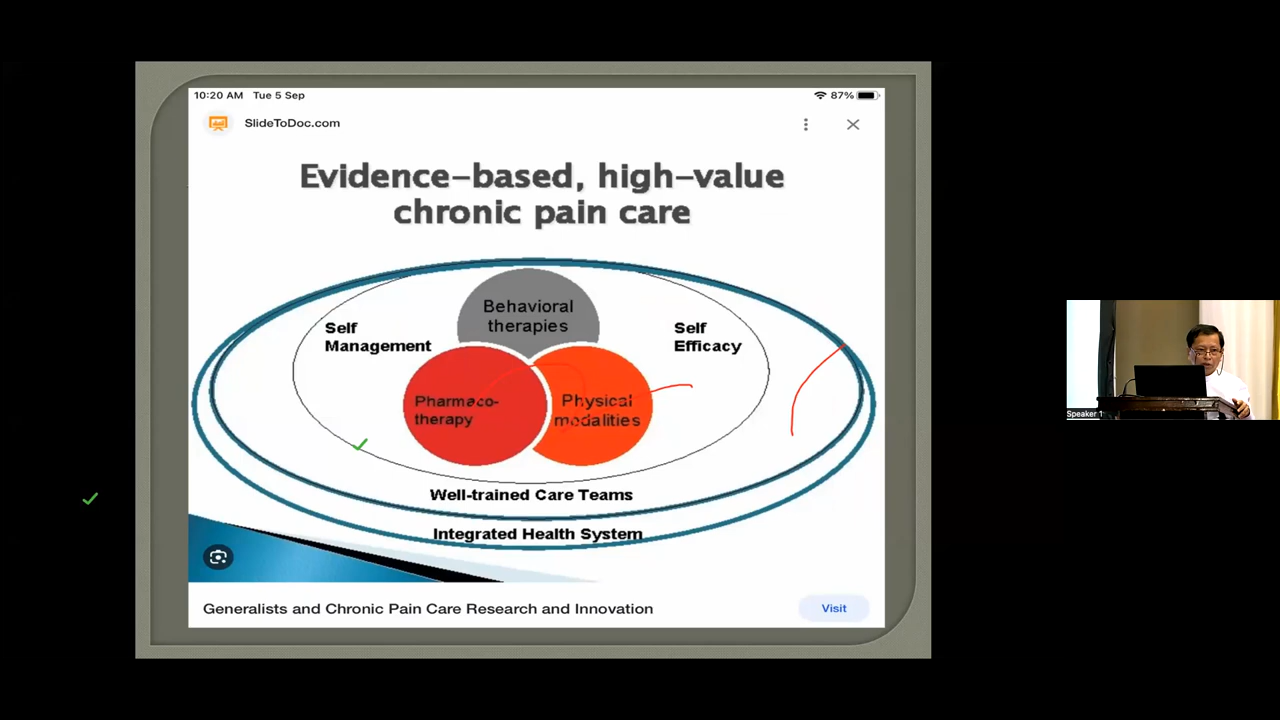 10:20 AM Tue 5 Sep
87%
SlideToDoc.com
Evidence-based, high-value
chronic pain care
Behavioral
therapies
Self
Management
Self
Efficacy
Pharmaco-
therapy
Physical
modalities
Well-trained Care Teams
Integrated Health System
Generalists and Chronic Pain Care Research and Innovation
Visit
Speaker 1